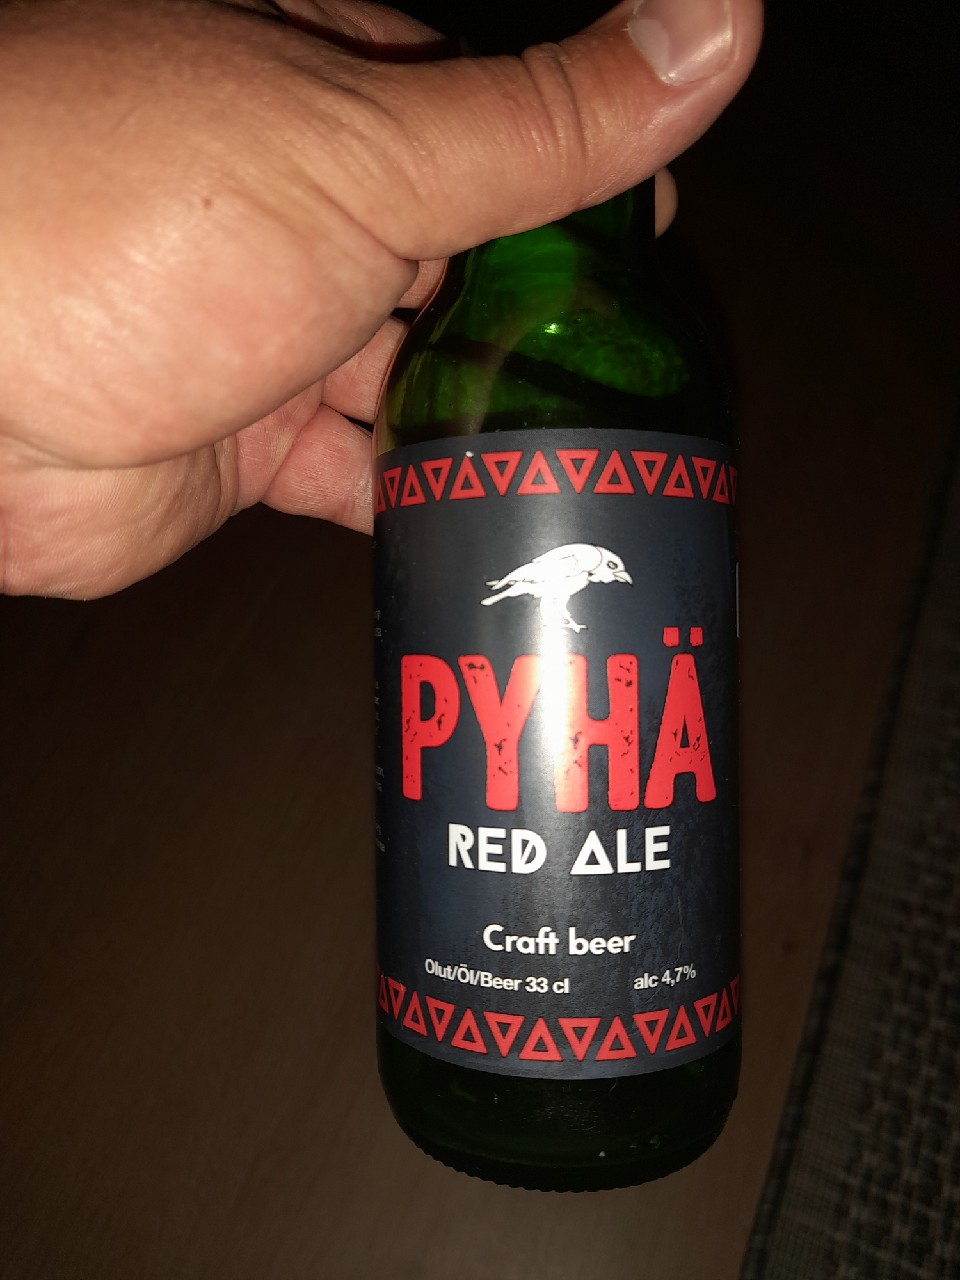 PYHÄ
RED ALE
Craft beer
Olut/Öl/Beer 33 cl alc 4,7%